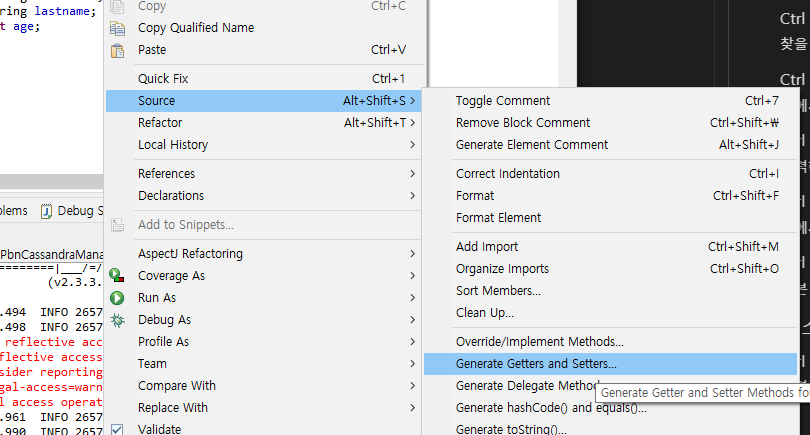 ring lastname;
t age;
Copy Ctrl+C
Copy Qualified Name
Paste Ctrl+V
Quick Fix Ctrl+1
Source Alt+Shift+S >
Refactor Alt+Shift+T >
Local History >
References >
Declarations >
Add to Snippets...
AspectJ Refactoring >
Coverage As >
Run As >
Debug As >
Profile As >
Team >
Compare With >
Replace With >
Validate
Toggle Comment Ctrl+7
Remove Block Comment Ctrl+Shift+₩
Generate Element Comment Alt+Shift+J
Correct Indentation Ctrl+I
Format Ctrl+Shift+F
Format Element
Add Import Ctrl+Shift+M
Organize Imports Ctrl+Shift+O
Sort Members...
Clean Up...
Override/Implement Methods...
Generate Getters and Setters...
Generate Delegate Method
Generate Getter and Setter Methods fo
Generate hashCode() and equals()...
Generate toString()...
blems Debug S
PbnCassandraMana
========|___/=/
(v2.3.3.
.494 INFO 2657
.498 INFO 2657
reflective acc
flective access
sider reporting
gal-access=warn
l access operat
.961 INFO 2657
.990 INFO 2657
Ctrl
찾을
Ctrl